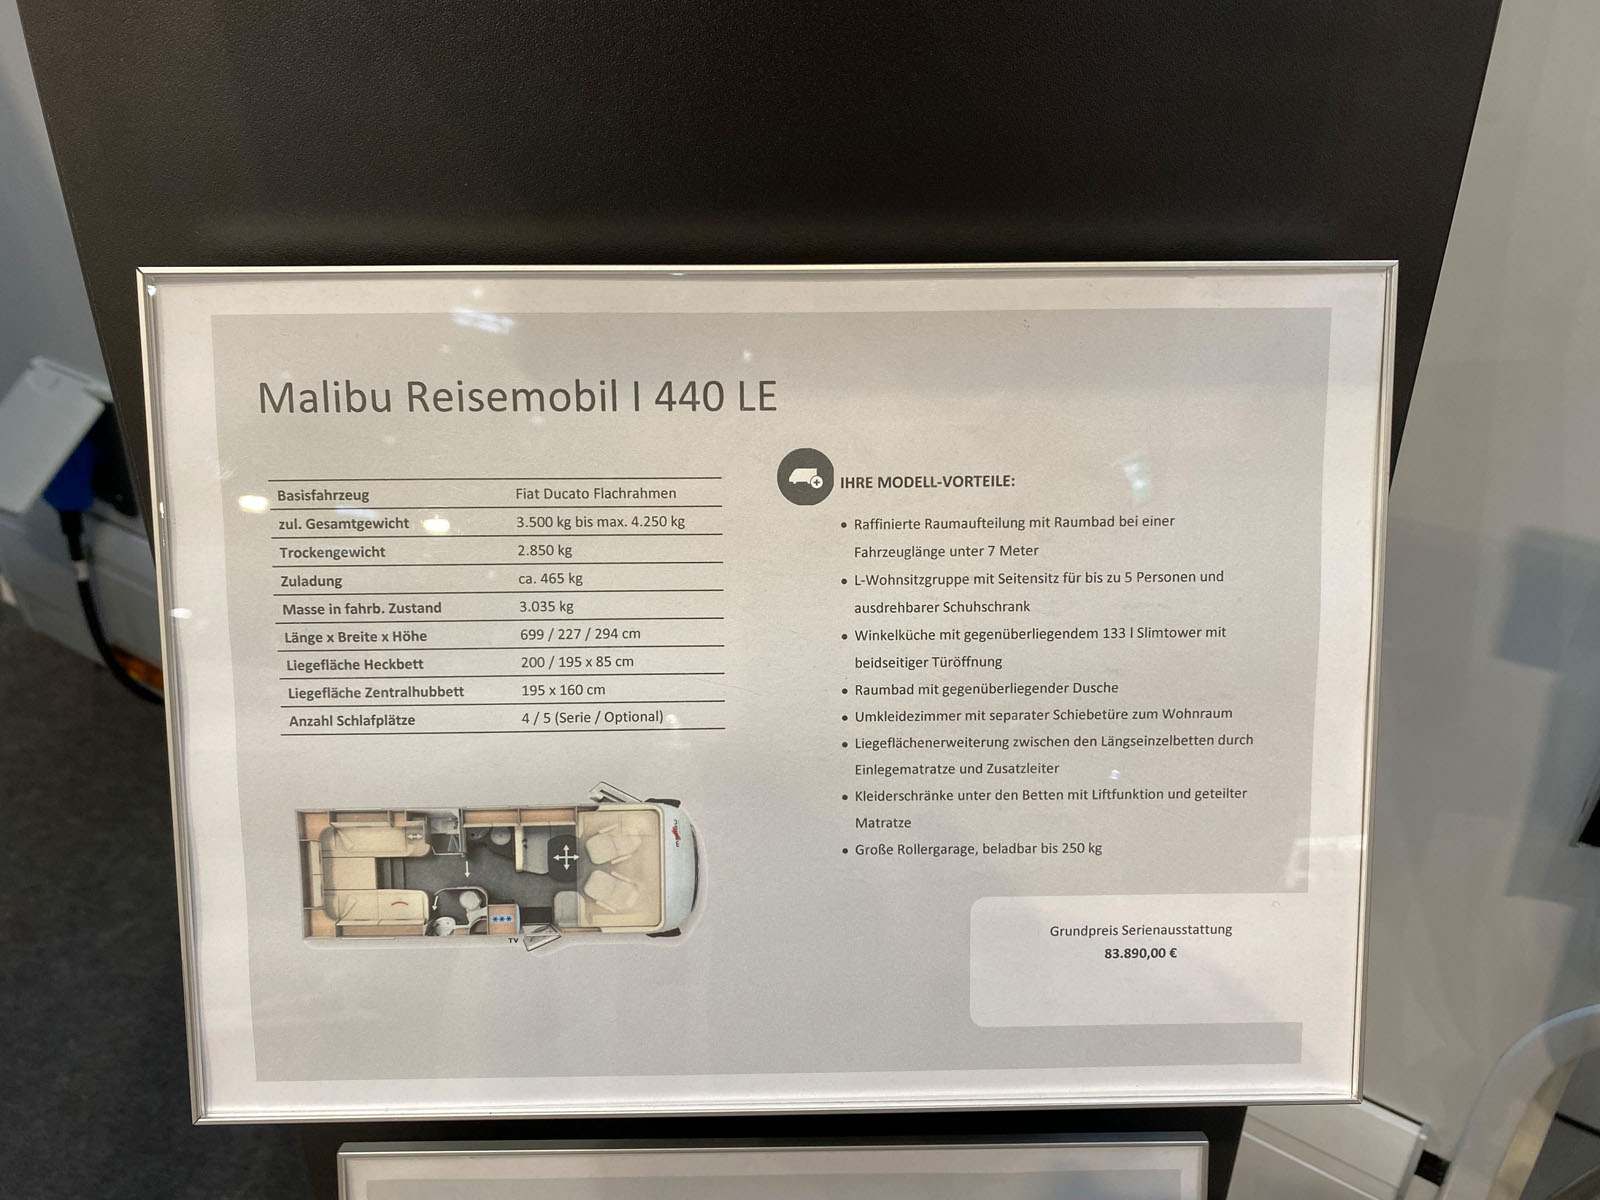 Malibu Reisemobil I 440 LE
Basisfahrzeug Fiat Ducato Flachrahmen
zul. Gesamtgewicht 3.500 kg bis max. 4.250 kg
Trockengewicht 2.850 kg
Zuladung ca. 465 kg
Masse in fahrb. Zustand 3.035 kg
Länge x Breite x Höhe 699 / 227 / 294 cm
Liegefläche Heckbett 200 / 195 x 85 cm
Liegefläche Zentralhubbett 195 x 160 cm
Anzahl Schlafplätze 4 / 5 (Serie / Optional)
TV
IHRE MODELL-VORTEILE:
• Raffinierte Raumaufteilung mit Raumbad bei einer
Fahrzeuglänge unter 7 Meter
• L-Wohnsitzgruppe mit Seitensitz für bis zu 5 Personen und
ausdrehbarer Schuhschrank
• Winkelküche mit gegenüberliegendem 133 l Slimtower mit
beidseitiger Türöffnung
• Raumbad mit gegenüberliegender Dusche
• Umkleidezimmer mit separater Schiebetüre zum Wohnraum
• Liegeflächenerweiterung zwischen den Längseinzelbetten durch
Einlegematratze und Zusatzleiter
• Kleiderschränke unter den Betten mit Liftfunktion und geteilter
Matratze
• Große Rollergarage, beladbar bis 250 kg
Grundpreis Serienausstattung
83.890,00 €